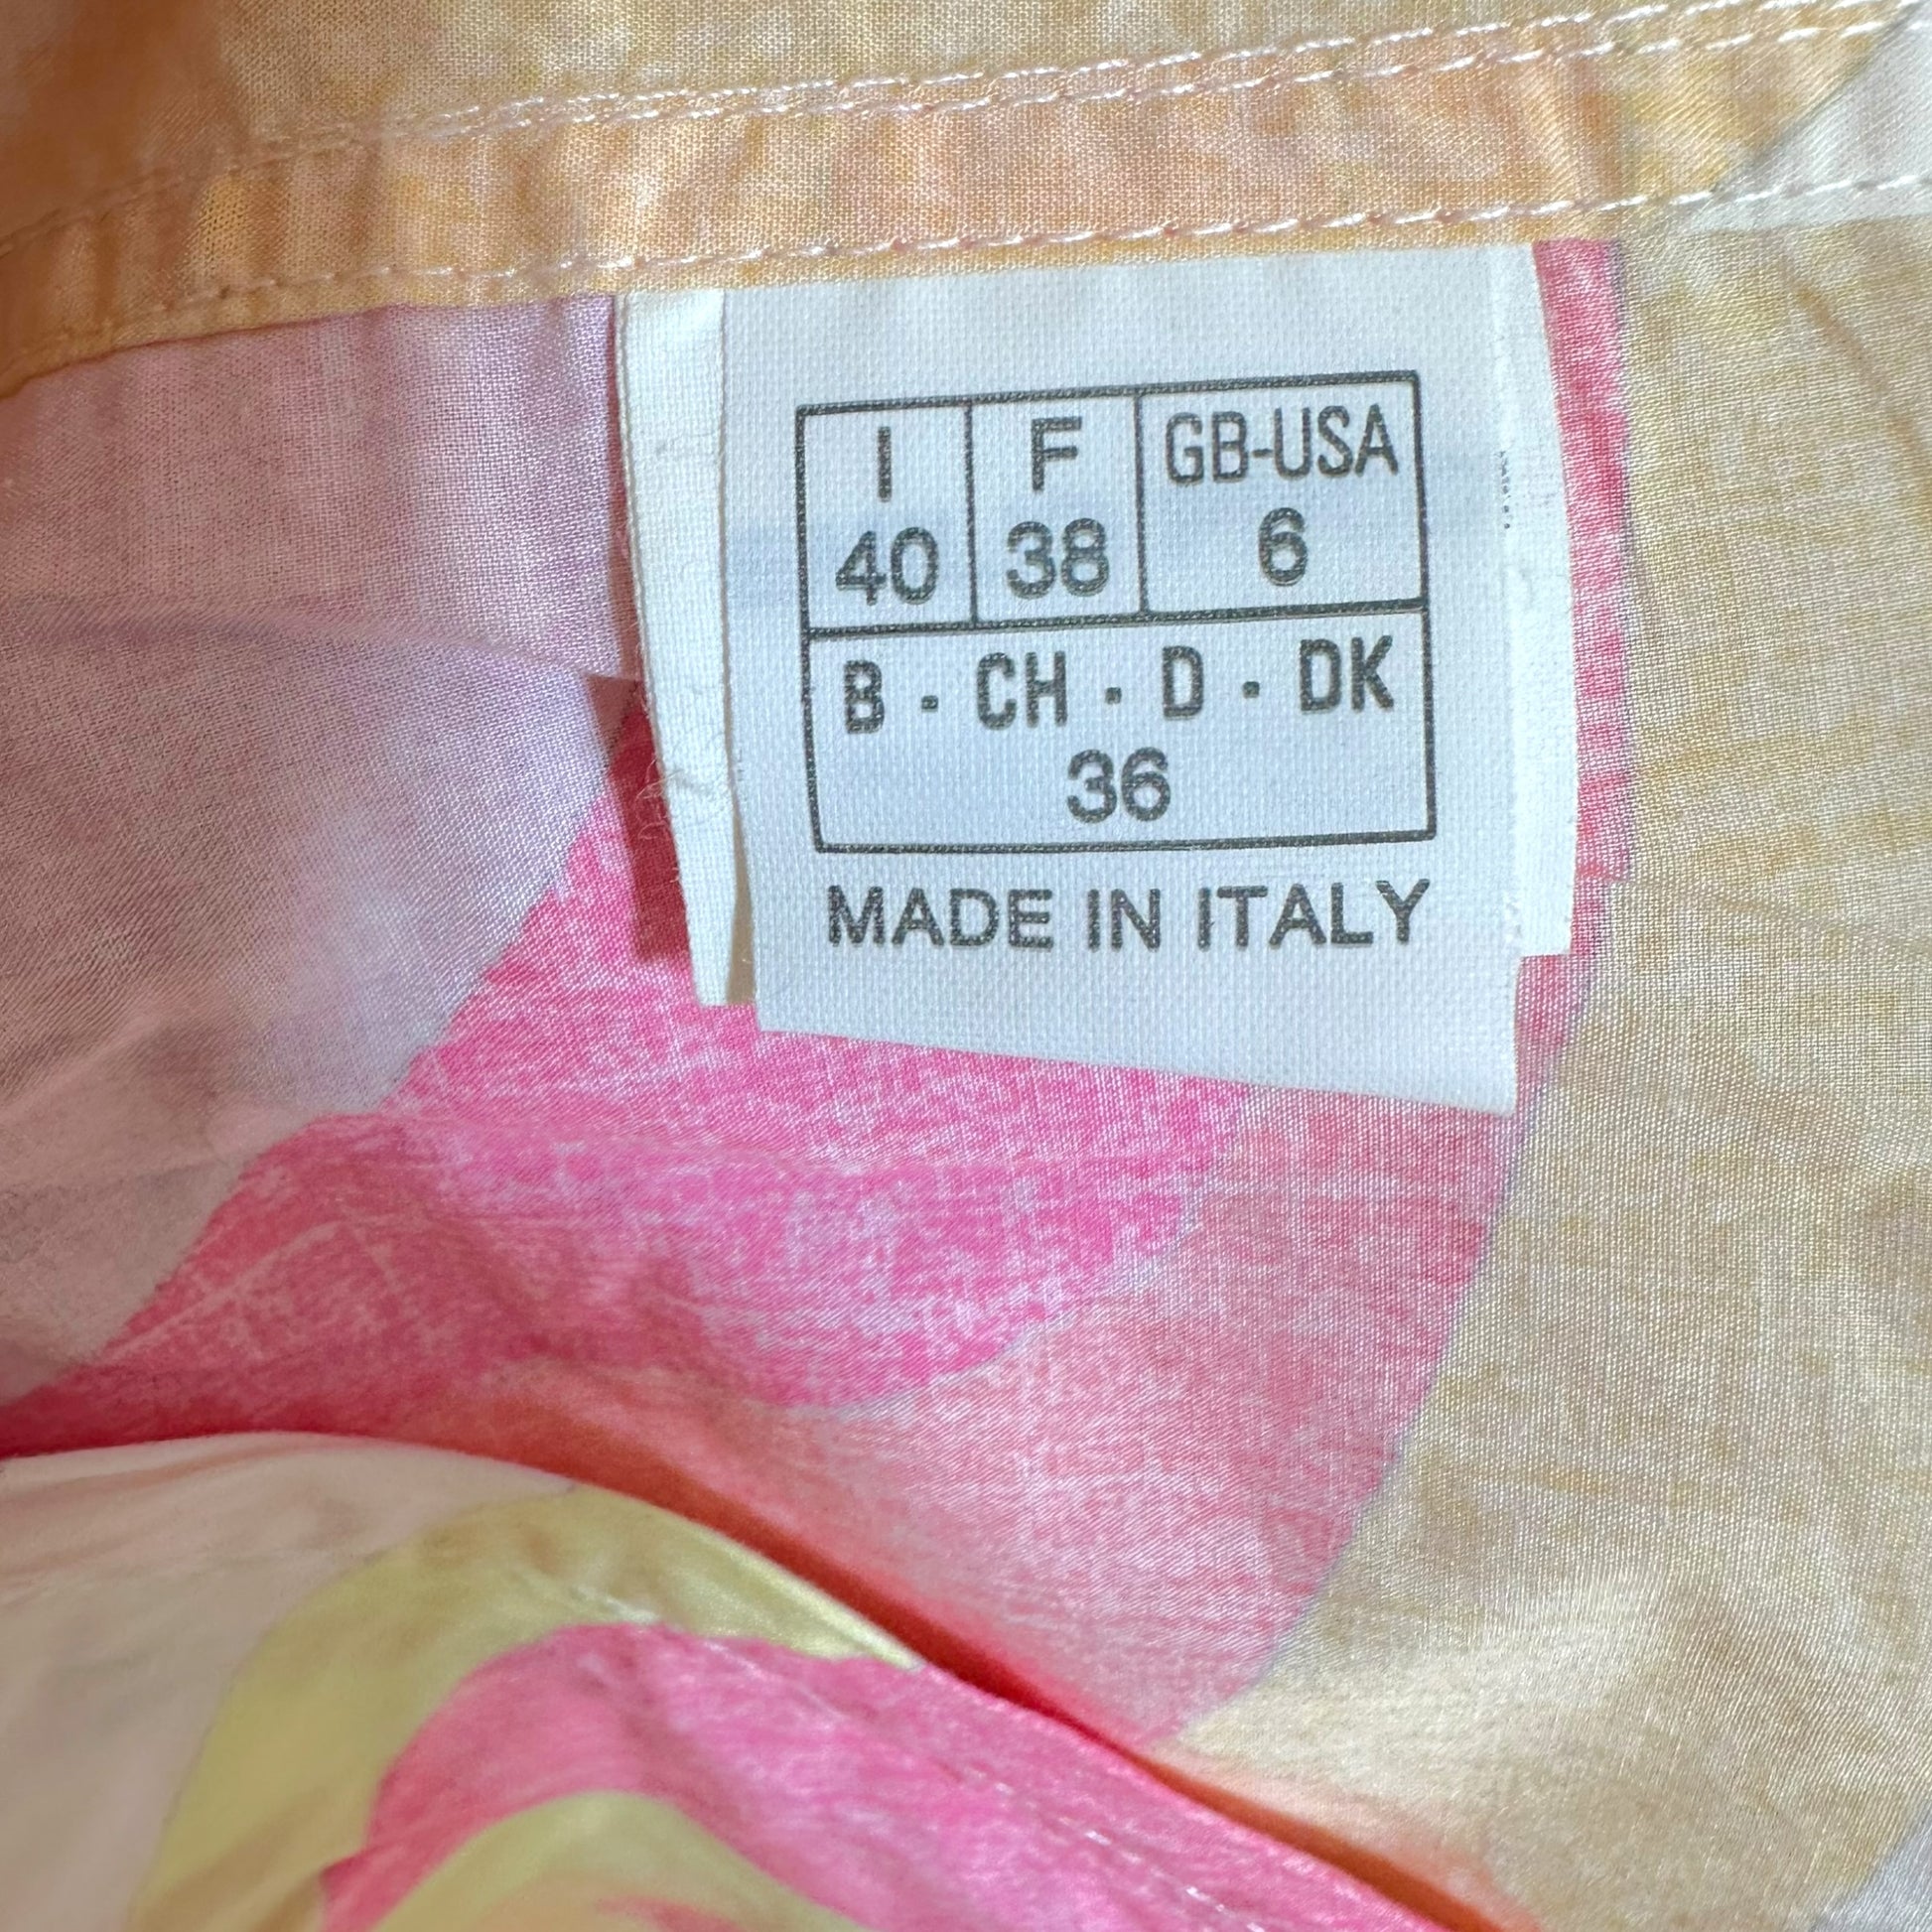 I F GB-USA
40 38 6
B - CH - D - DK
36
MADE IN ITALY